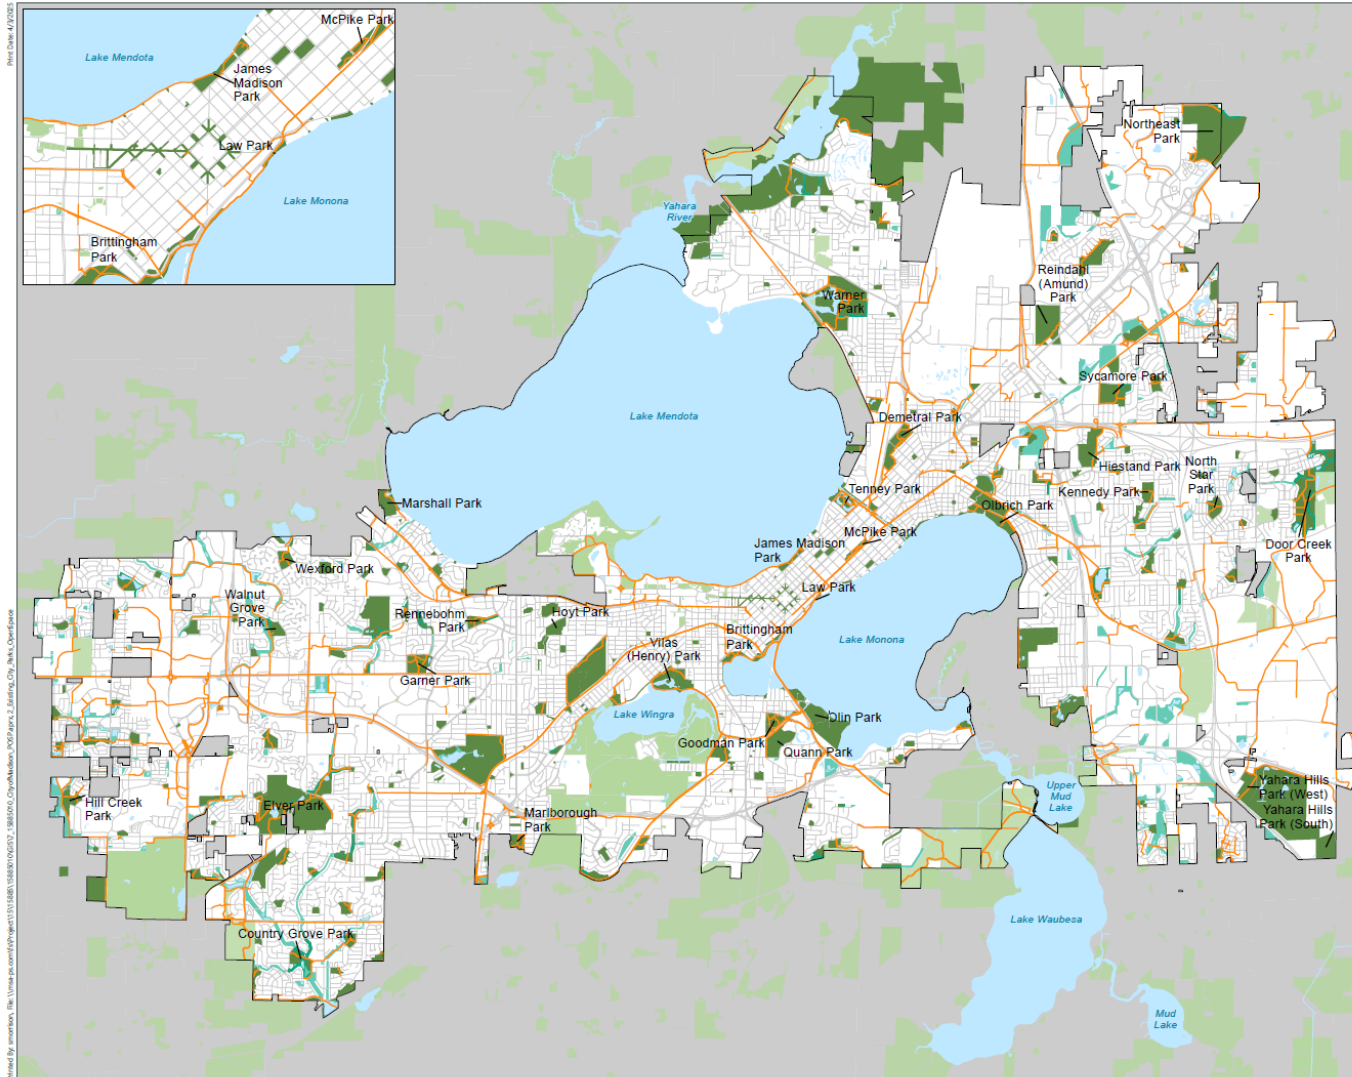 Print Date: 4/3/2025
McPike Park
Lake Mendota
James
Madison
Park
Law Park
Lake Monona
Brittingham
Park
Northeast
Park
Yahara
River
Reindahl
(Amund)
Park
Warner
Park
Sycamore Park
Lake Mendota
Demetral Park
Hiestand Park
North
Star
Park
Marshall Park
Tenney Park
Kennedy Park
Olbrich Park
McPike Park
James Madison
Park
Door Creek
Park
Wexford Park
Walnut
Grove
Park
Law Park
Rennebohm
Park
Hoyt Park
Brittingham
Park
Lake Monona
Vilas
(Henry) Park
Garner Park
Lake Wingra
Olin Park
Goodman Park
Quann Park
Hill Creek
Park
Elver Park
Marlborough
Park
Upper
Mud
Lake
Yahara Hills
Park (West)
Yahara Hills
Park (South)
Lake Waubesa
Country Grove Park
Mud
Lake